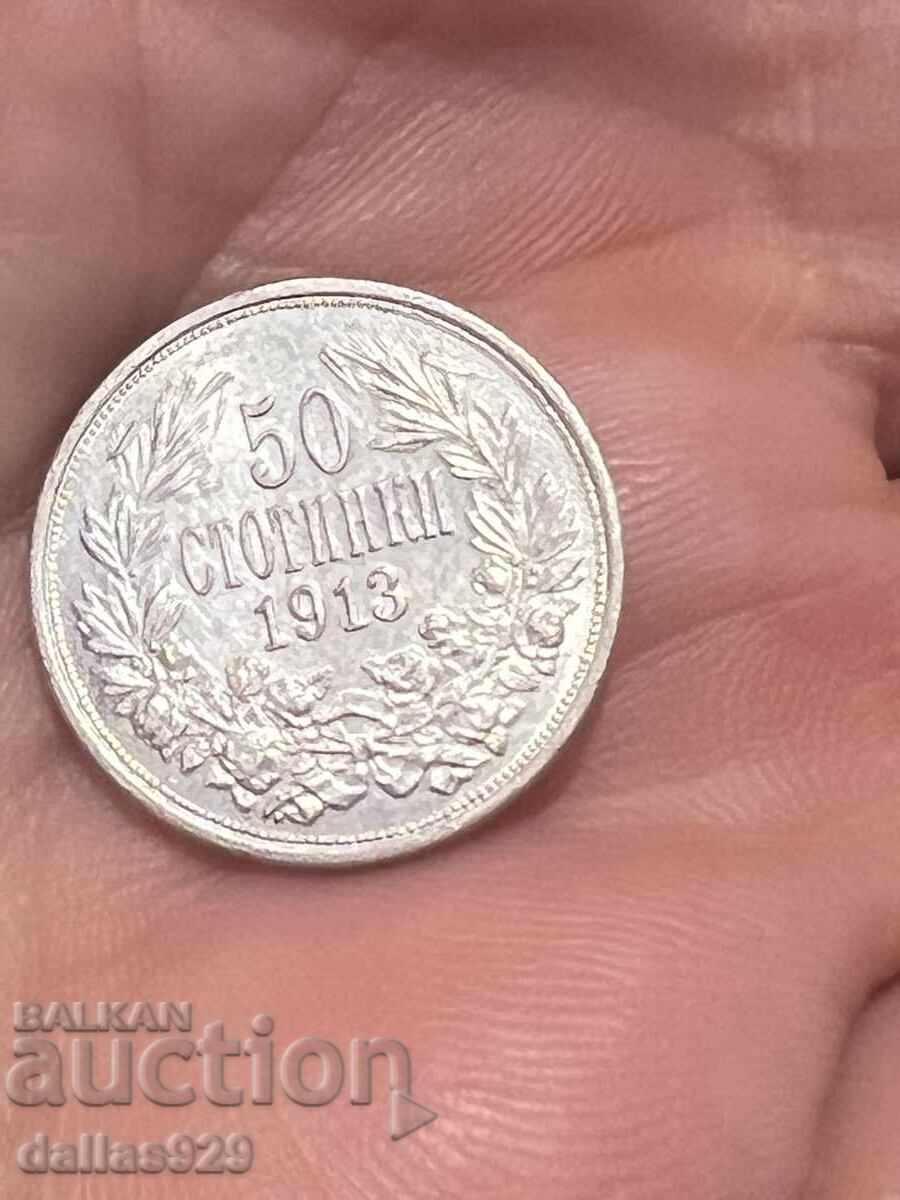 50
СТОТИНКИ
1913
BALKAN
auction
dallas929